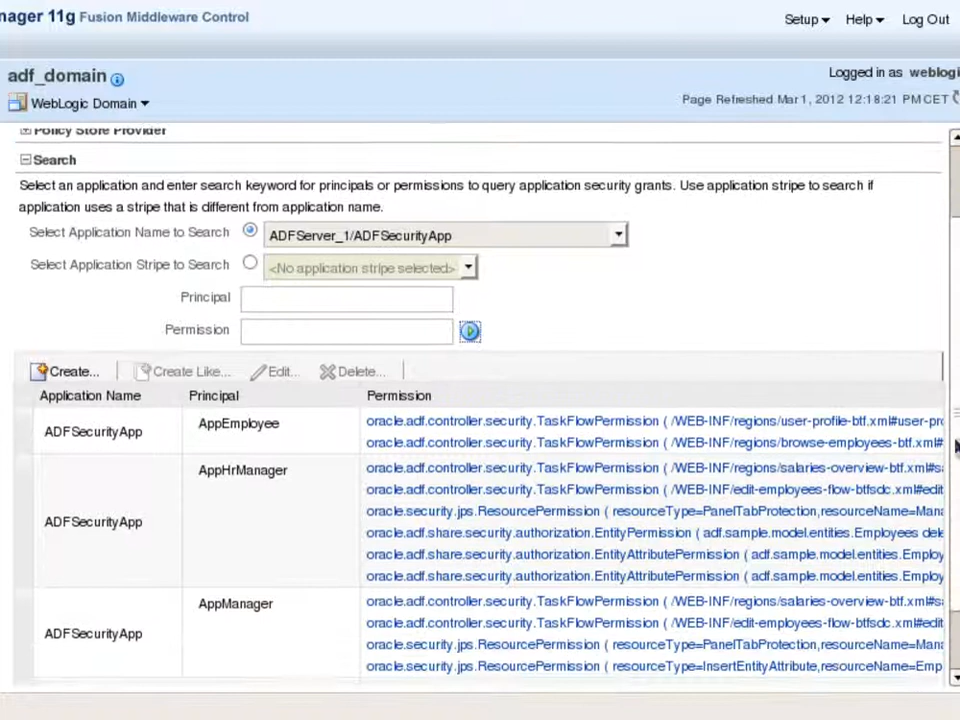 nager 11g Fusion Middleware Control
Setup Help Log Out
adf_domain
Logged in as weblogi
WebLogic Domain
Page Refreshed Mar 1, 2012 12:18:21 PM CET
Policy Store Provider
Search
Select an application and enter search keyword for principals or permissions to query application security grants. Use application stripe to search if
application uses a stripe that is different from application name.
Select Application Name to Search
ADFServer_1/ADFSecurityApp
Select Application Stripe to Search
<No application stripe selected>
Principal
Permission
Create... Create Like... Edit... Delete...
Application Name Principal Permission
ADFSecurityApp
AppEmployee
oracle.adf.controller.security.TaskFlowPermission ( /WEB-INF/regions/user-profile-btf.xml#user-pr
oracle.adf.controller.security.TaskFlowPermission ( /WEB-INF/regions/browse-employees-btf.xml#
ADFSecurityApp
AppHrManager
oracle.adf.controller.security.TaskFlowPermission ( /WEB-INF/regions/salaries-overview-btf.xml#sa
oracle.adf.controller.security.TaskFlowPermission ( /WEB-INF/edit-employees-flow-btfsdc.xml#edit
oracle.security.jps.ResourcePermission ( resourceType=PanelTabProtection,resourceName=Mana
oracle.adf.share.security.authorization.EntityPermission ( adf.sample.model.entities.Employees dele
oracle.adf.share.security.authorization.EntityAttributePermission ( adf.sample.model.entities.Employ
oracle.adf.share.security.authorization.EntityAttributePermission ( adf.sample.model.entities.Employ
ADFSecurityApp
AppManager
oracle.adf.controller.security.TaskFlowPermission ( /WEB-INF/regions/salaries-overview-btf.xml#sa
oracle.adf.controller.security.TaskFlowPermission ( /WEB-INF/edit-employees-flow-btfsdc.xml#edit
oracle.security.jps.ResourcePermission ( resourceType=PanelTabProtection,resourceName=Mana
oracle.security.jps.ResourcePermission ( resourceType=InsertEntityAttribute,resourceName=Emp